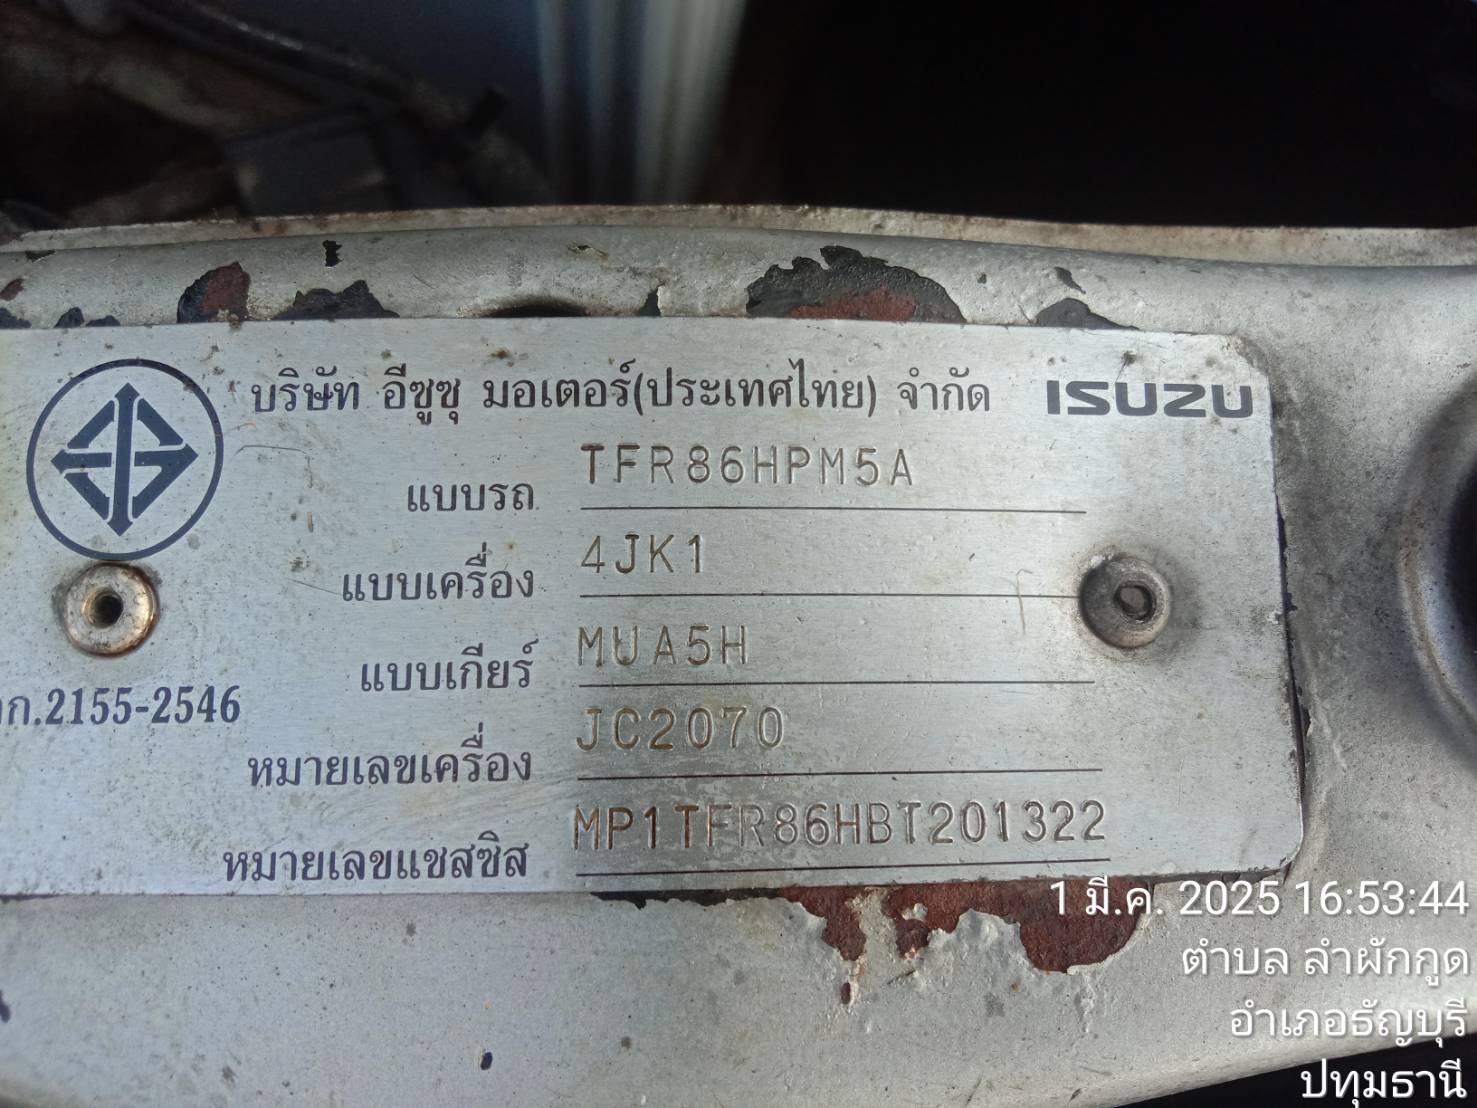 บริษัท อีซูซุ มอเตอร์(ประเทศไทย) จำกัด ISUZU
แบบรถ TFR86HPM5A
แบบเครื่อง 4JK1
แบบเกียร์ MUA5H
ก.2155-2546
หมายเลขเครื่อง JC2070
หมายเลขแชสซิส MP1TFR86HBT201322
1 มี.ค. 2025 16:53:44
ตำบล ลำผักกูด
อำเภอธัญบุรี
ปทุมธานี